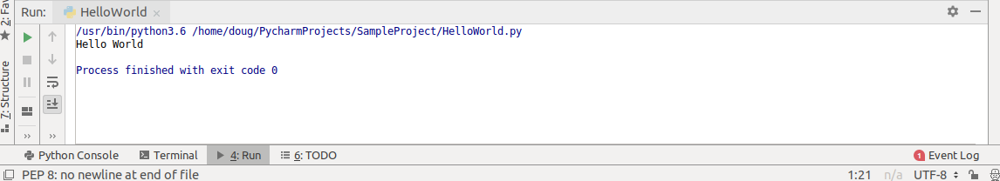 Run: HelloWorld
2: Fav
7: Structure
/usr/bin/python3.6 /home/doug/PycharmProjects/SampleProject/HelloWorld.py
Hello World
Process finished with exit code 0
Python Console Terminal 4: Run 6: TODO 1 Event Log
PEP 8: no newline at end of file 1:21 n/a UTF-8